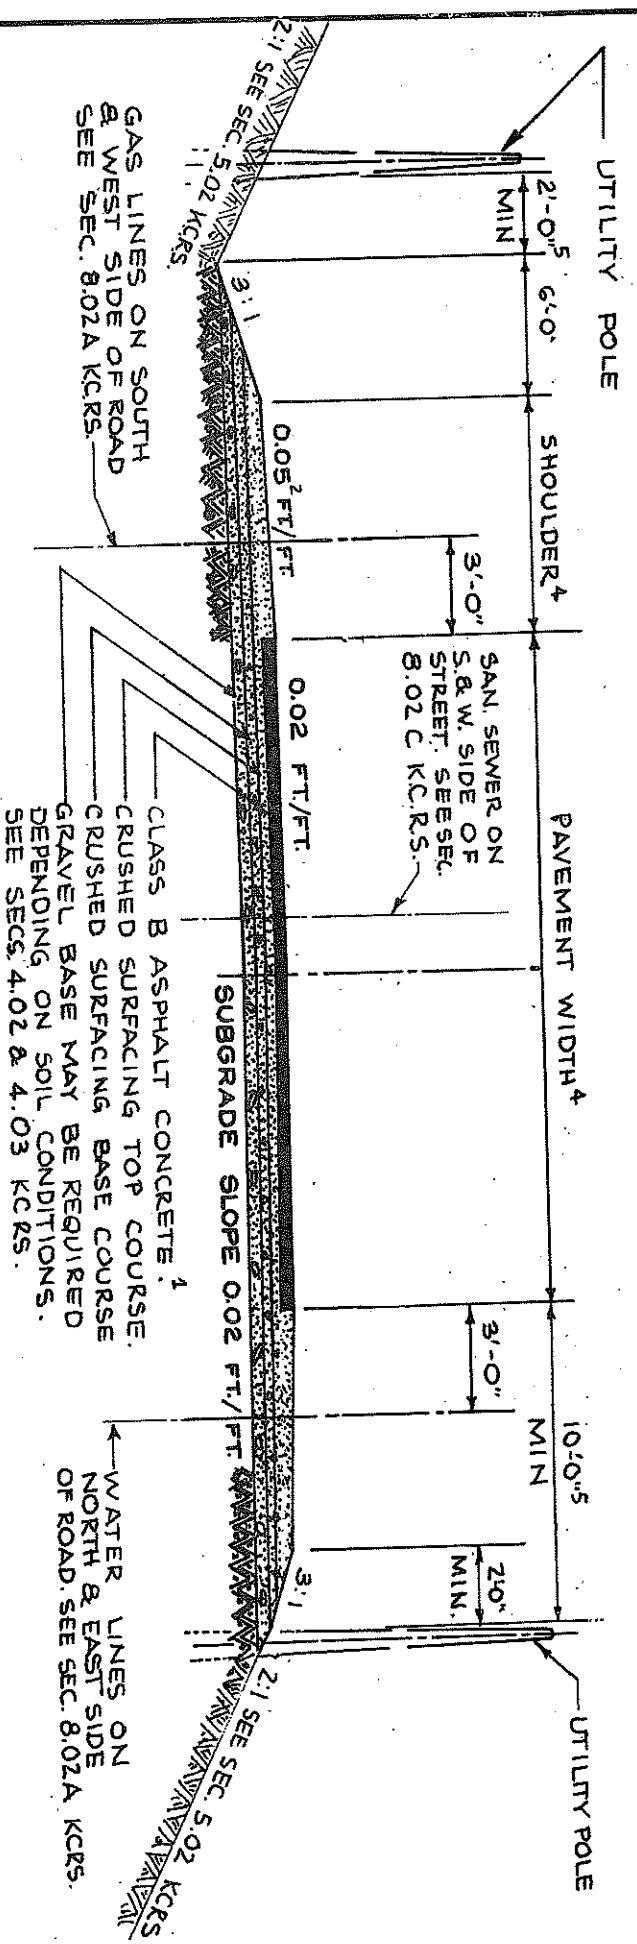 UTILITY POLE
2'-0"5
MIN
6'-0"
SHOULDER4
PAVEMENT WIDTH4
10'-0"5
MIN
UTILITY POLE
3'-0"
SAN. SEWER ON
S. & W. SIDE OF
STREET. SEE SEC.
8.02 C K.C.R.S.
3'-0"
2'0"
MIN.
2:1 SEE SEC. 5.02 KCRS.
3:1
0.05² FT/FT.
0.02 FT./FT.
3:1
2:1 SEE SEC. 5.02 KCRS
SUBGRADE SLOPE 0.02 FT./FT.
GAS LINES ON SOUTH
& WEST SIDE OF ROAD
SEE SEC. 8.02A KCRS.
CLASS B ASPHALT CONCRETE.1
CRUSHED SURFACING TOP COURSE.
CRUSHED SURFACING BASE COURSE
GRAVEL BASE MAY BE REQUIRED
DEPENDING ON SOIL CONDITIONS.
SEE SECS. 4.02 & 4.03 KCRS.
WATER LINES ON
NORTH & EAST SIDE
OF ROAD. SEE SEC. 8.02A KCRS.